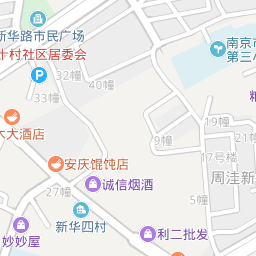 新华路市民广场
十村社区居委会
P
32幢
40幢
33幢
南京市
第三
19幢
21幢
9幢
17号楼
周洼新
木大酒店
安庆馄饨店
诚信烟酒
27幢
新华四村
妙妙屋
利二批发